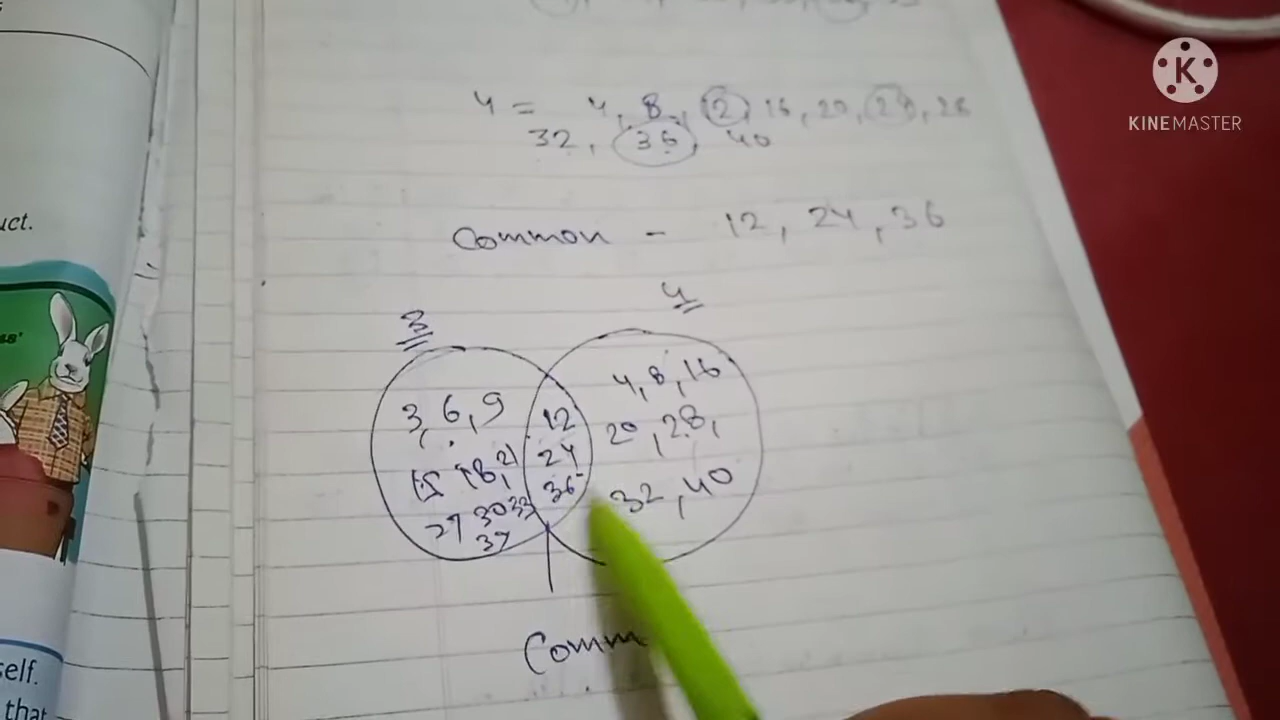 uct.
K
KINEMASTER
4 = 4, 8, 12, 16, 20, 24, 28
32, 36, 40
Common - 12, 24, 36
3
4
3, 6, 9
15 18, 21
27 30 33
12
24
36
4, 8, 16
20, 28,
32, 40
Comm
self.
that